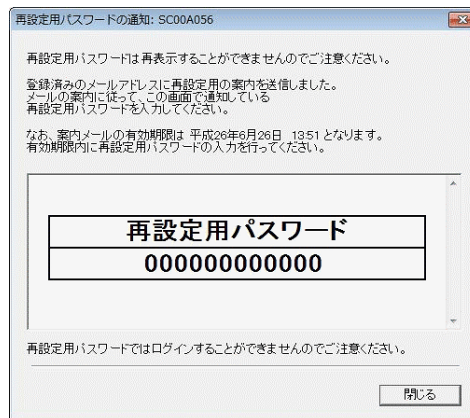 再設定用パスワードの通知: SC00A056
再設定用パスワードは再表示することができませんのでご注意ください。
登録済みのメールアドレスに再設定用の案内を送信しました。
メールの案内に従って、この画面で通知している
再設定用パスワードを入力してください。
なお、案内メールの有効期限は 平成26年6月26日 13:51 となります。
有効期限内に再設定用パスワードの入力を行ってください。
再設定用パスワード
000000000000
再設定用パスワードではログインすることができませんのでご注意ください。
閉じる